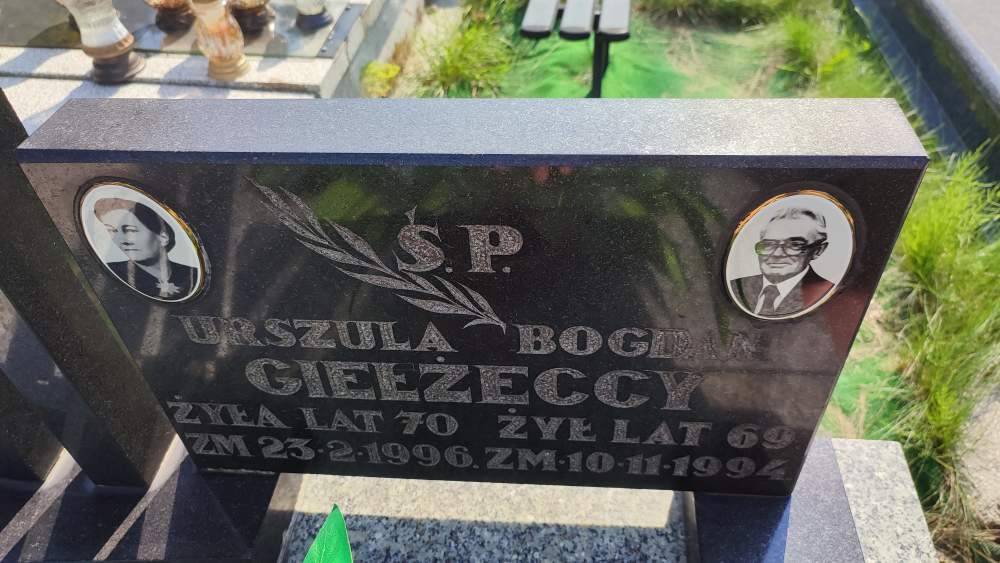 Ś.P.
URSZULA BOGDAN
GIEŁŻECCY
ŻYŁA LAT 70 ŻYŁ LAT 69
ZM 23·2·1996. ZM·10·11·1994